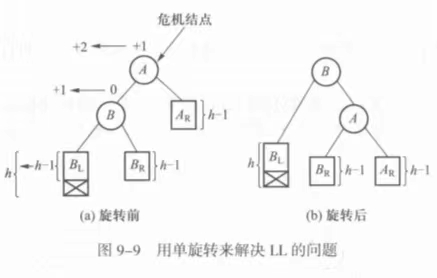 危机结点
+2 +1
A
+1 0
B
A_R h-1
h h-1 B_L B_R h-1
(a) 旋转前
B
A
h B_L B_R h-1 A_R h-1
(b) 旋转后
图 9-9 用单旋转来解决 LL 的问题